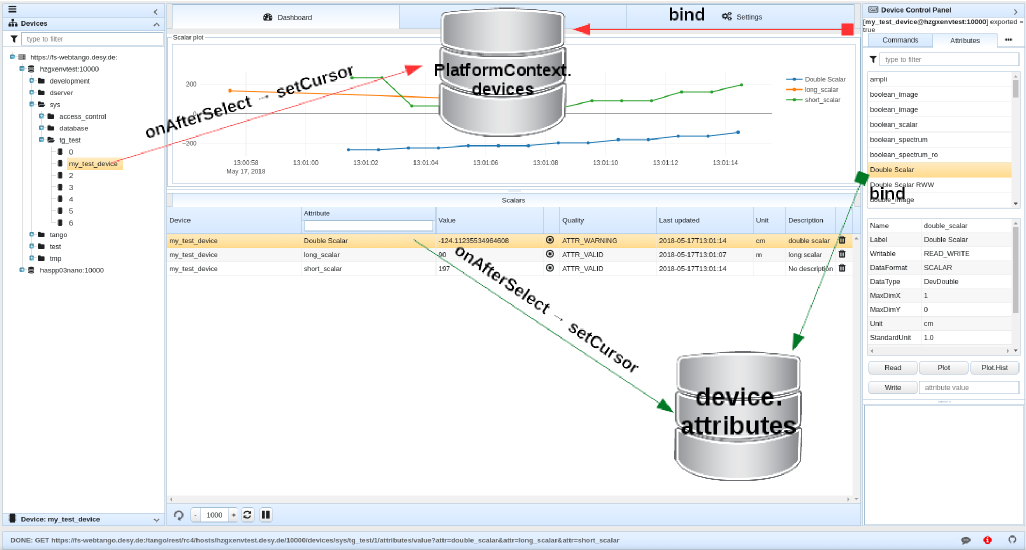 Devices
type to filter
https://fs-webtango.desy.de:
hzgxenvtest:10000
development
dserver
sys
access_control
database
tg_test
0
my_test_device
2
3
4
5
6
tango
test
tmp
haspp03nano:10000
Device: my_test_device
Dashboard
Settings
bind
Scalar plot
PlatformContext.
devices
onAfterSelect → setCursor
200
0
−200
13:00:58
May 17, 2018
13:01:00
13:01:02
13:01:04
13:01:06
13:01:08
13:01:10
13:01:12
13:01:14
Double Scalar
long_scalar
short_scalar
Scalars
Device Attribute Value Quality Last updated Unit Description
my_test_device Double Scalar -124.11235534964608 ATTR_WARNING 2018-05-17T13:01:14 cm double scalar
my_test_device long_scalar 90 ATTR_VALID 2018-05-17T13:01:07 m long scalar
my_test_device short_scalar 197 ATTR_VALID 2018-05-17T13:01:14 No description
onAfterSelect → setCursor
device.
attributes
- 1000 +
Device Control Panel
[my_test_device@hzgxenvtest:10000] exported =
true
Commands Attributes
type to filter
ampli
boolean_image
boolean_image
boolean_scalar
boolean_spectrum
boolean_spectrum_ro
Double Scalar
Double Scalar RWW
bind
double_image
Name double_scalar
Label Double Scalar
Writable READ_WRITE
DataFormat SCALAR
DataType DevDouble
MaxDimX 1
MaxDimY 0
Unit cm
StandardUnit 1.0
Read Plot Plot.Hist
Write attribute value
DONE: GET https://fs-webtango.desy.de:/tango/rest/rc4/hosts/hzgxenvtest.desy.de/10000/devices/sys/tg_test/1/attributes/value?attr=double_scalar&attr=long_scalar&attr=short_scalar
1